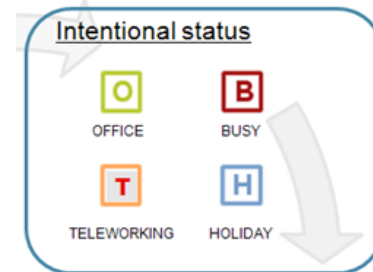 Intentional status
O B
OFFICE BUSY
T H
TELEWORKING HOLIDAY